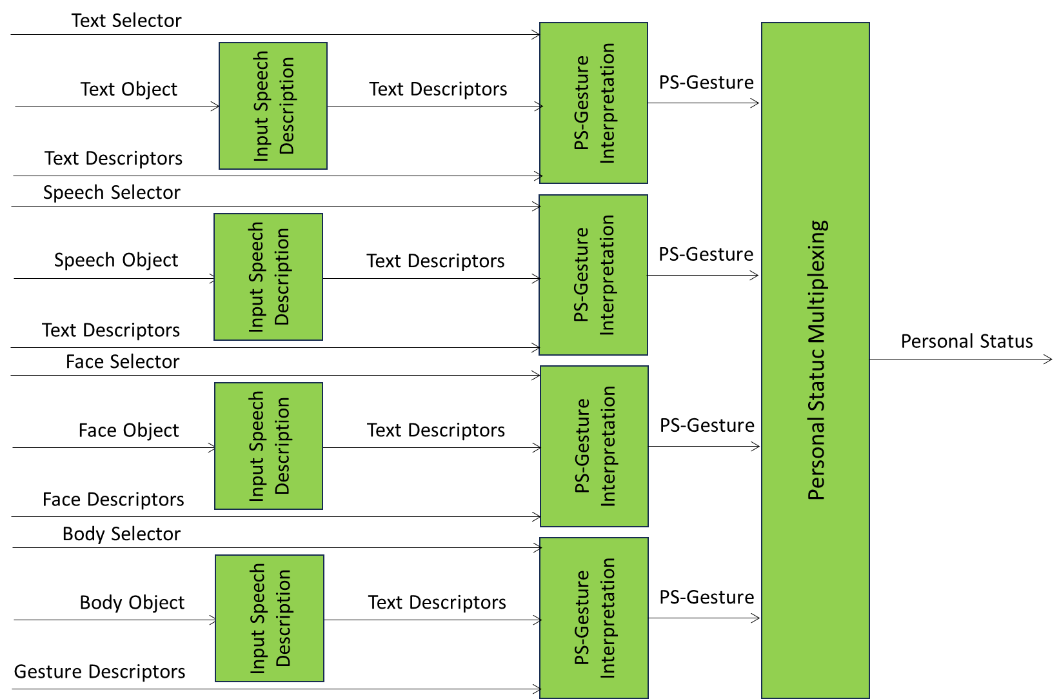 Text Selector
Text Object
Input Speech
Description
Text Descriptors
Text Descriptors
PS-Gesture
Interpretation
PS-Gesture
Speech Selector
Speech Object
Input Speech
Description
Text Descriptors
Text Descriptors
PS-Gesture
Interpretation
PS-Gesture
Face Selector
Face Object
Input Speech
Description
Text Descriptors
Face Descriptors
PS-Gesture
Interpretation
PS-Gesture
Body Selector
Body Object
Input Speech
Description
Text Descriptors
Gesture Descriptors
PS-Gesture
Interpretation
PS-Gesture
Personal Statuc Multiplexing
Personal Status